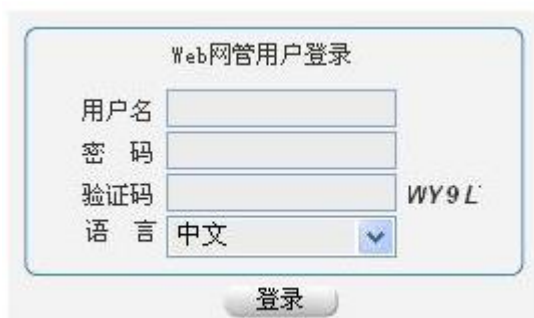 Web网管用户登录
用户名
密 码
验证码 WY9L
语 言 中文
登录